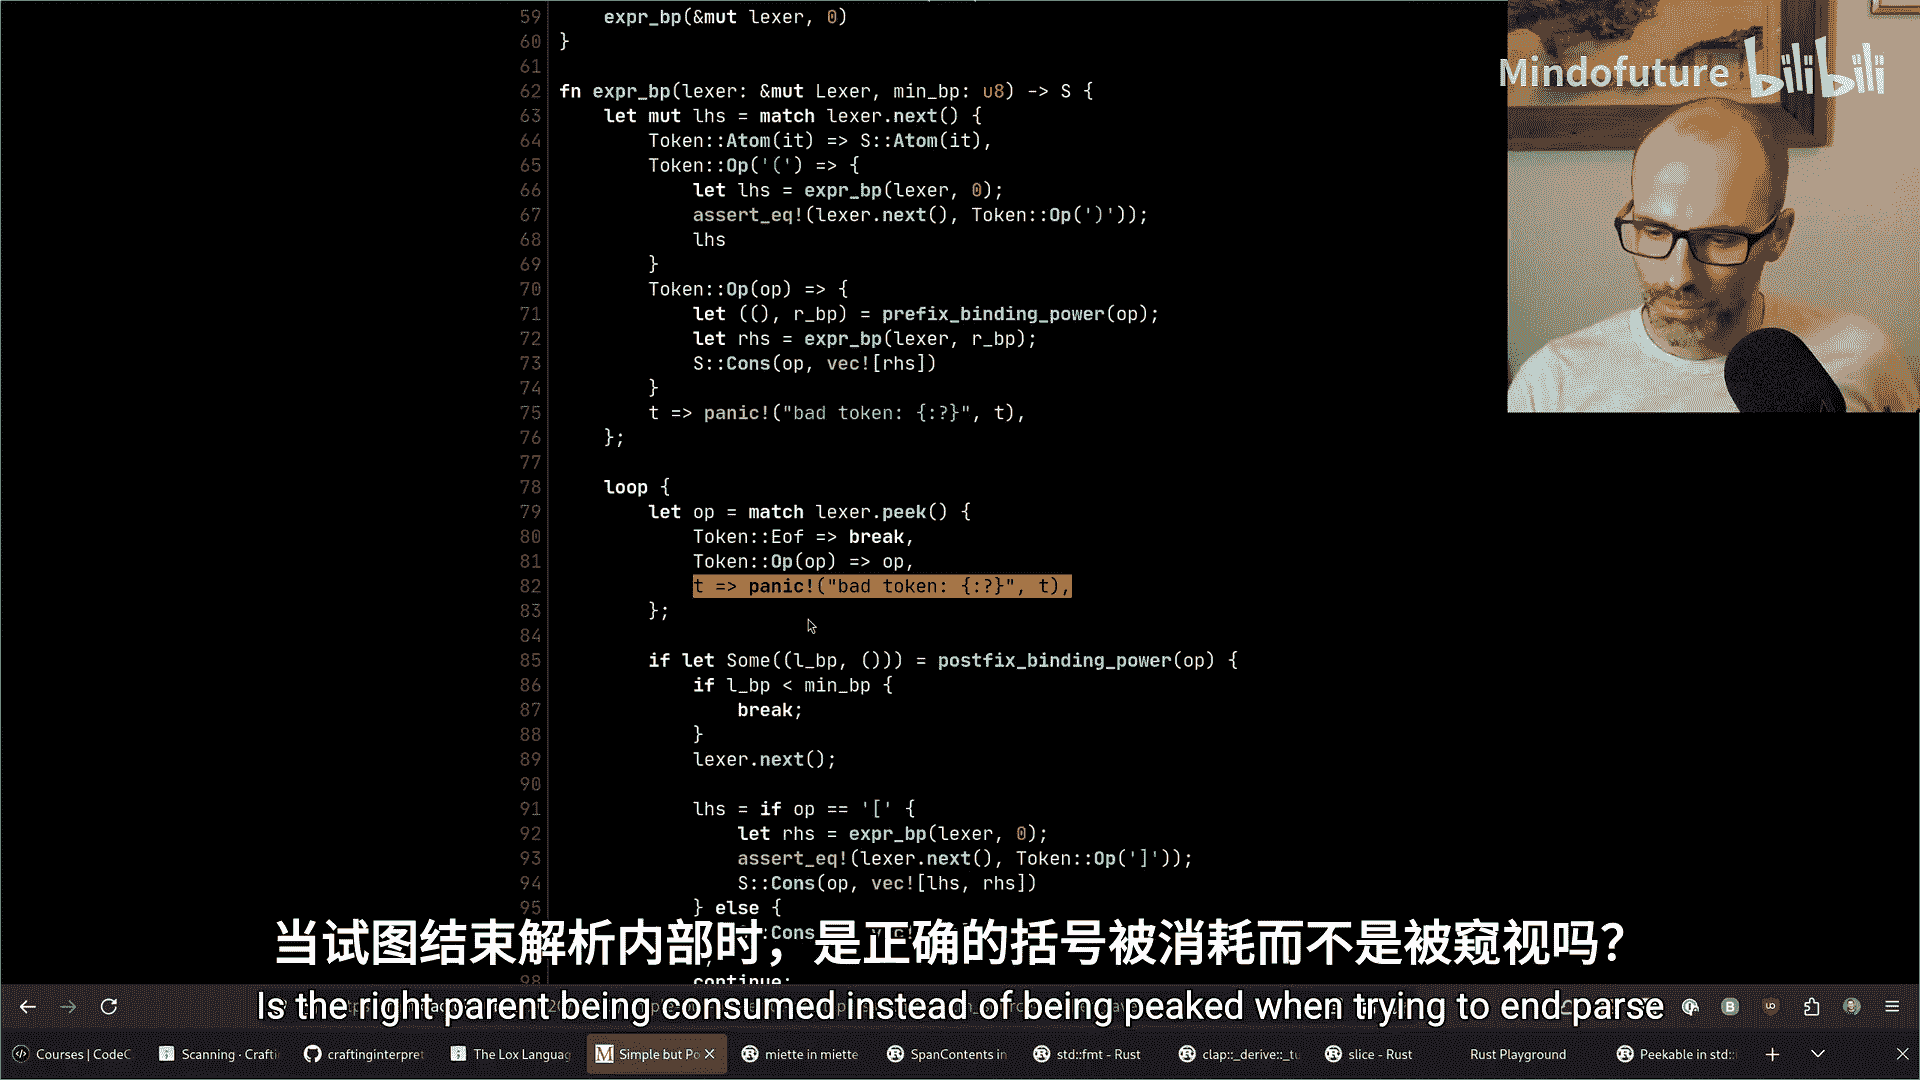 59 expr_bp(&mut lexer, 0)
60 }
61
62 fn expr_bp(lexer: &mut Lexer, min_bp: u8) -> S {
63 let mut lhs = match lexer.next() {
64 Token::Atom(it) => S::Atom(it),
65 Token::Op('(') => {
66 let lhs = expr_bp(lexer, 0);
67 assert_eq!(lexer.next(), Token::Op(')'));
68 lhs
69 }
70 Token::Op(op) => {
71 let ((), r_bp) = prefix_binding_power(op);
72 let rhs = expr_bp(lexer, r_bp);
73 S::Cons(op, vec![rhs])
74 }
75 t => panic!("bad token: {:?}", t),
76 };
77
78 loop {
79 let op = match lexer.peek() {
80 Token::Eof => break,
81 Token::Op(op) => op,
82 t => panic!("bad token: {:?}", t),
83 };
84
85 if let Some((l_bp, ())) = postfix_binding_power(op) {
86 if l_bp < min_bp {
87 break;
88 }
89 lexer.next();
90
91 lhs = if op == '[' {
92 let rhs = expr_bp(lexer, 0);
93 assert_eq!(lexer.next(), Token::Op(']'));
94 S::Cons(op, vec![lhs, rhs])
95 } else {
continue;
Mindofuture bilibili
当试图结束解析内部时，是正确的括号被消耗而不是被窥视吗？
Is the right parent being consumed instead of being peaked when trying to end parse
Courses | CodeC
Scanning · Crafti
craftinginterpret
The Lox Languag
Simple but Po
miette in miette
SpanContents in
std::fmt - Rust
clap::_derive::_tu
slice - Rust
Rust Playground
Peekable in std::